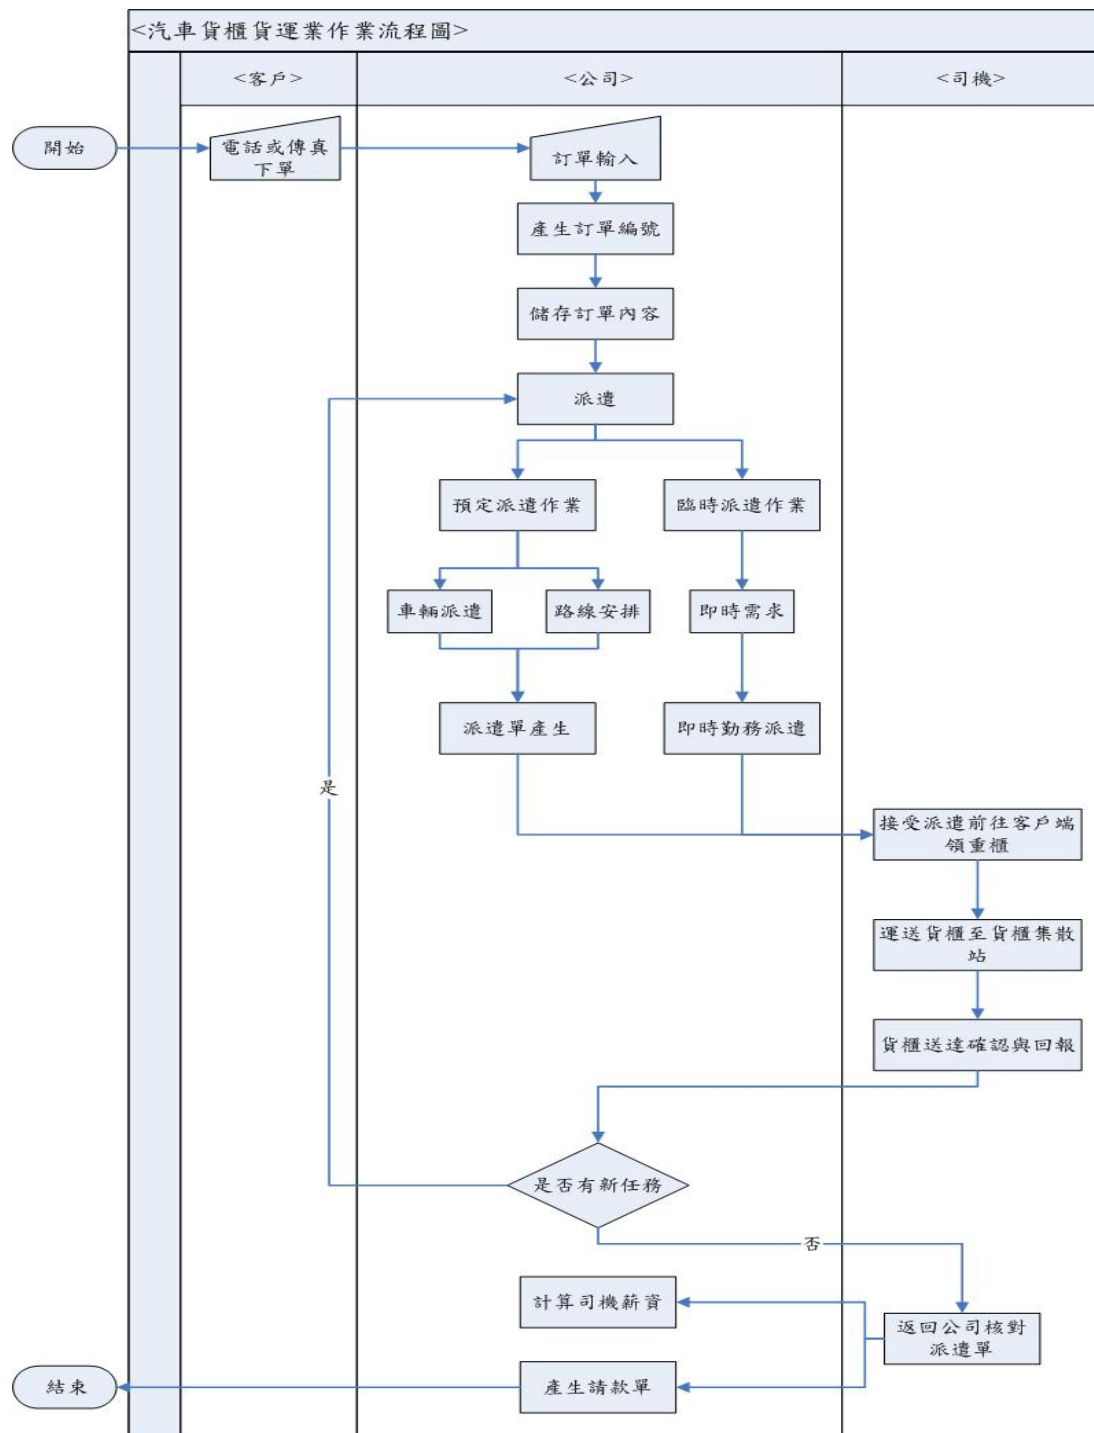 <汽車貨櫃貨運業作業流程圖>
<客戶>
<公司>
<司機>
開始
電話或傳真
下單
訂單輸入
產生訂單編號
儲存訂單內容
派遣
預定派遣作業
臨時派遣作業
車輛派遣
路線安排
即時需求
派遣單產生
即時勤務派遣
是
接受派遣前往客戶端
領重櫃
運送貨櫃至貨櫃集散
站
貨櫃送達確認與回報
是否有新任務
否
計算司機薪資
返回公司核對
派遣單
產生請款單
結束